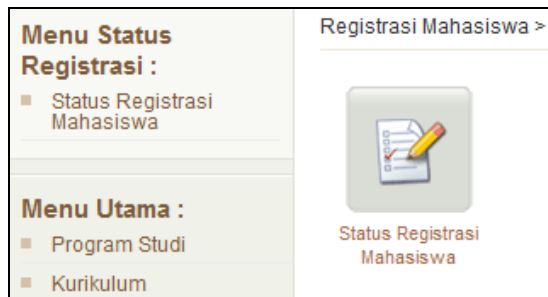 Menu Status
Registrasi :
Status Registrasi
Mahasiswa
Menu Utama :
Program Studi
Kurikulum
Registrasi Mahasiswa >
Status Registrasi
Mahasiswa